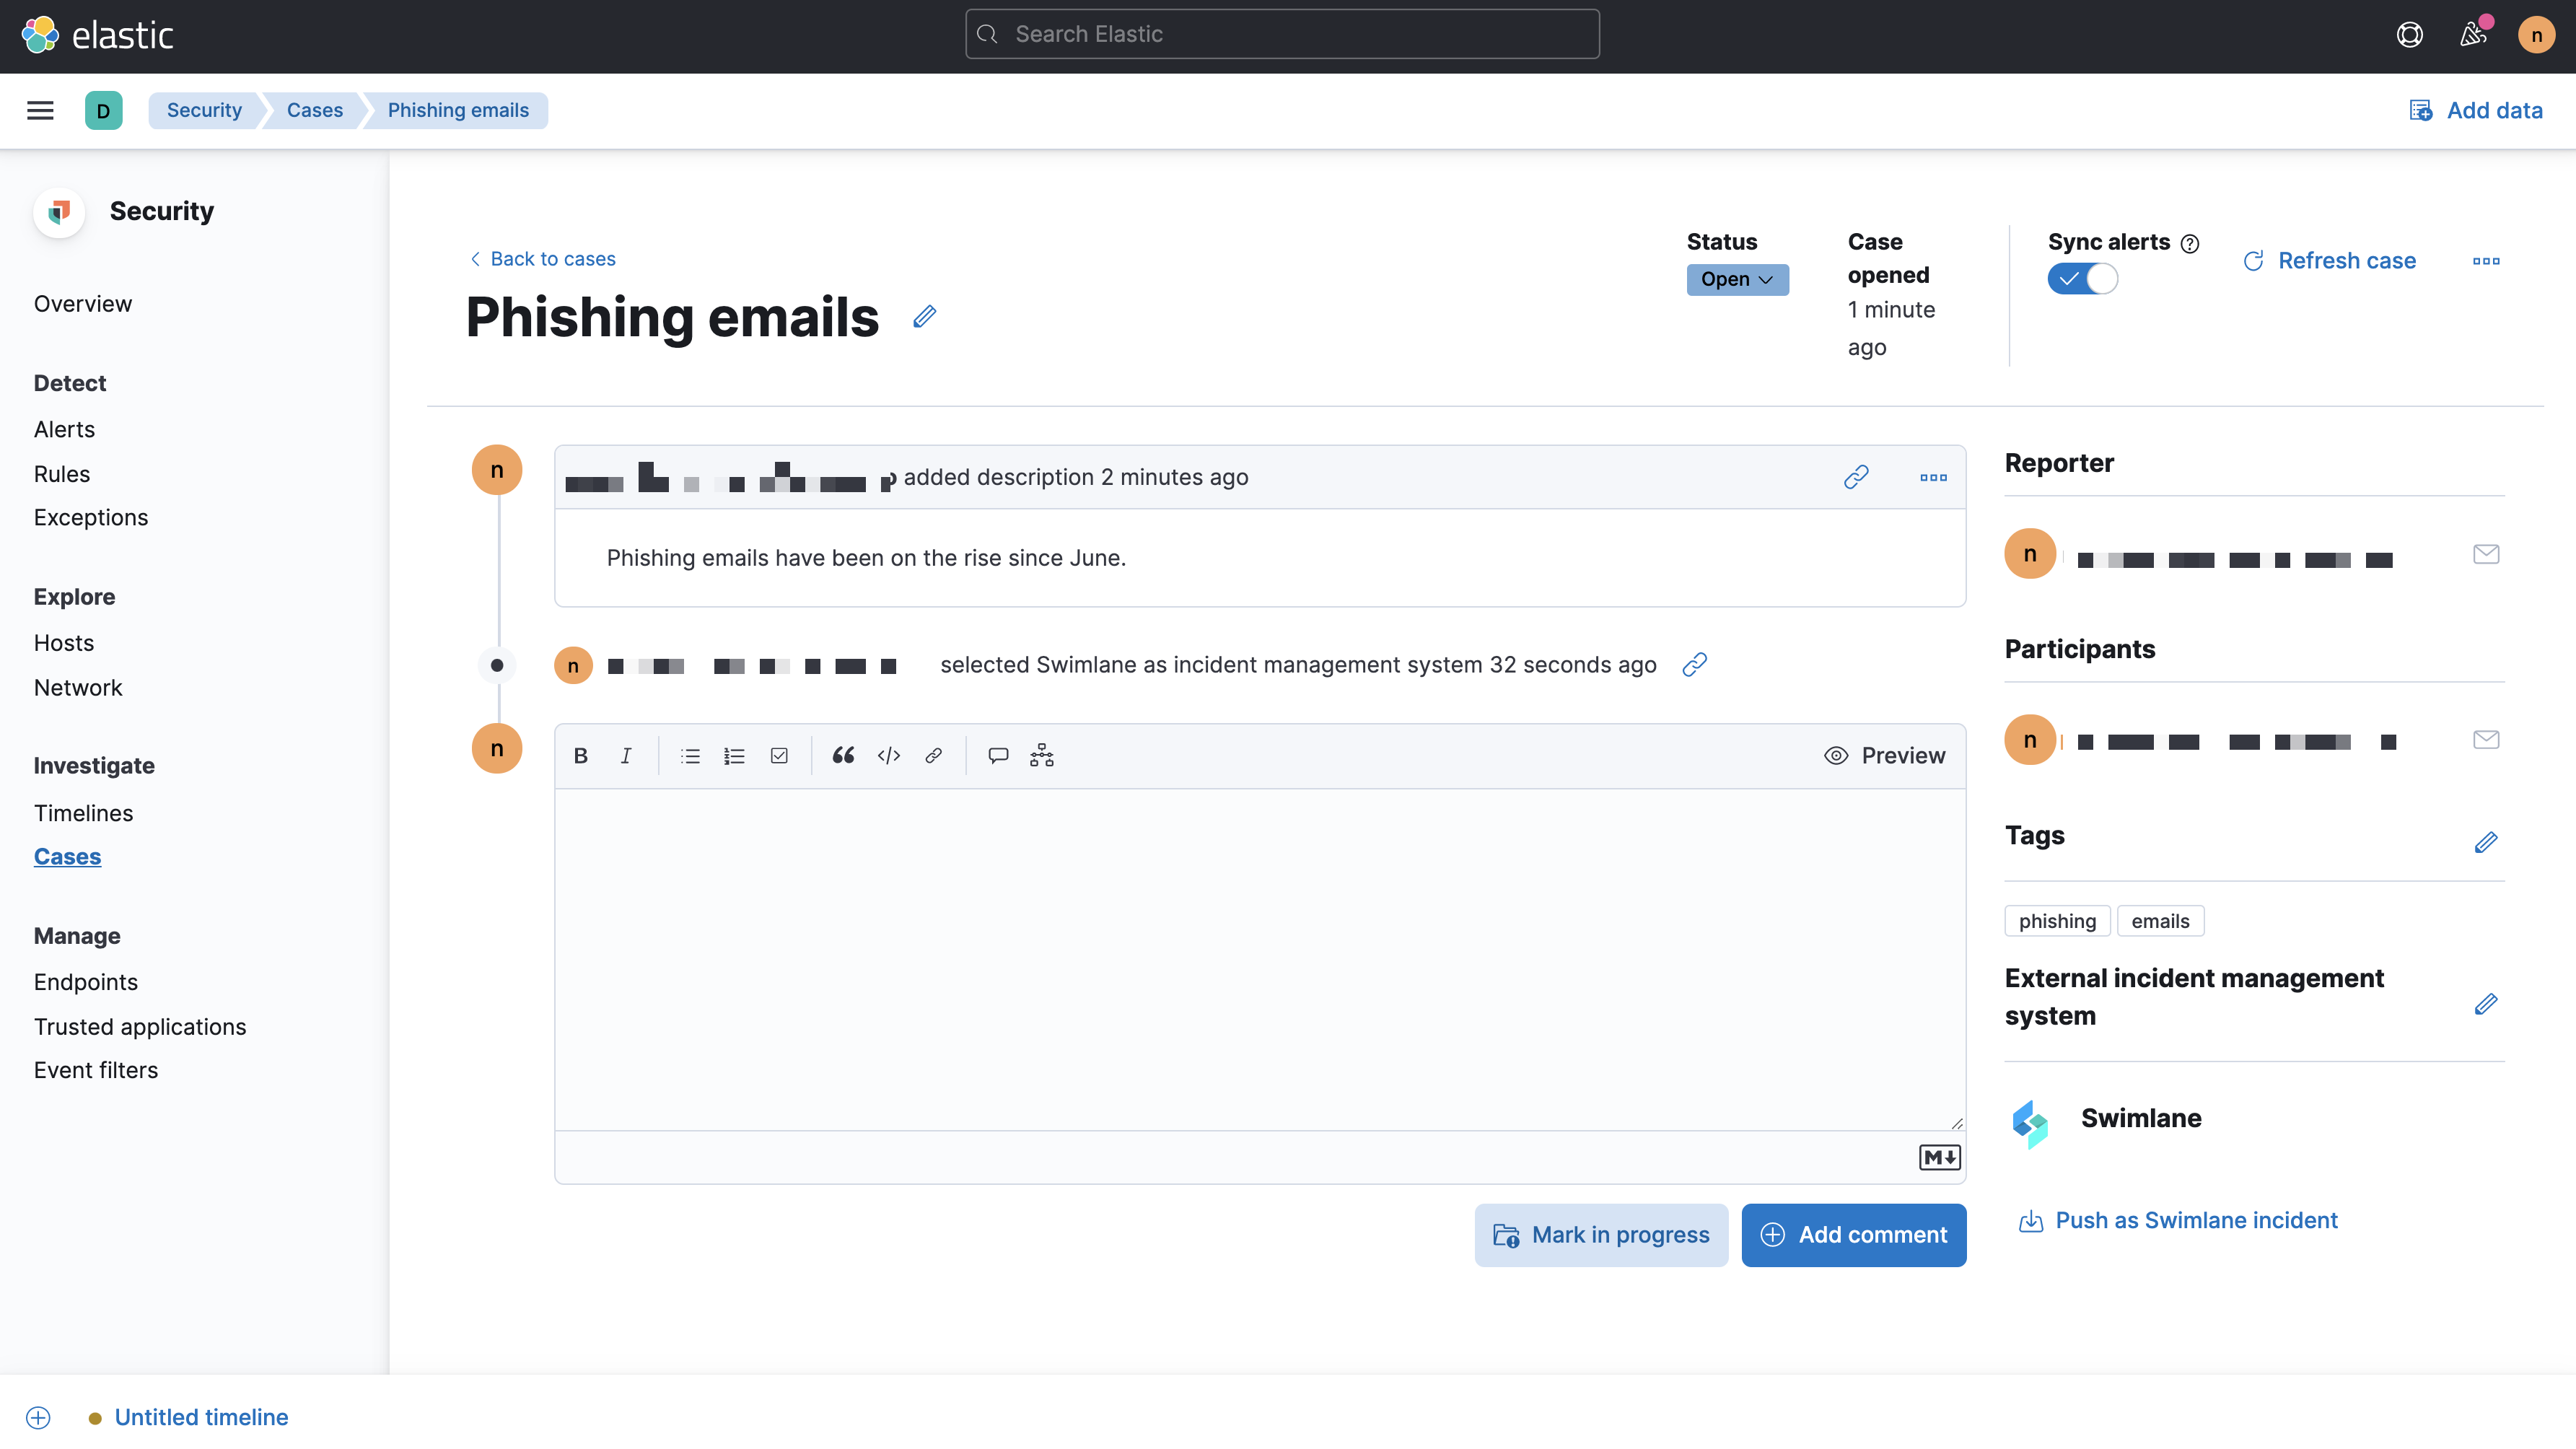 elastic
Search Elastic
n
D
Security
Cases
Phishing emails
Add data
Security
Overview
Detect
Alerts
Rules
Exceptions
Explore
Hosts
Network
Investigate
Timelines
Cases
Manage
Endpoints
Trusted applications
Event filters
Back to cases
Phishing emails
Status
Open
Case
opened
1 minute
ago
Sync alerts
Refresh case
n
added description 2 minutes ago
Phishing emails have been on the rise since June.
n
selected Swimlane as incident management system 32 seconds ago
n
B I
Preview
M
Mark in progress
Add comment
Reporter
n
Participants
n
Tags
phishing
emails
External incident management
system
Swimlane
Push as Swimlane incident
Untitled timeline